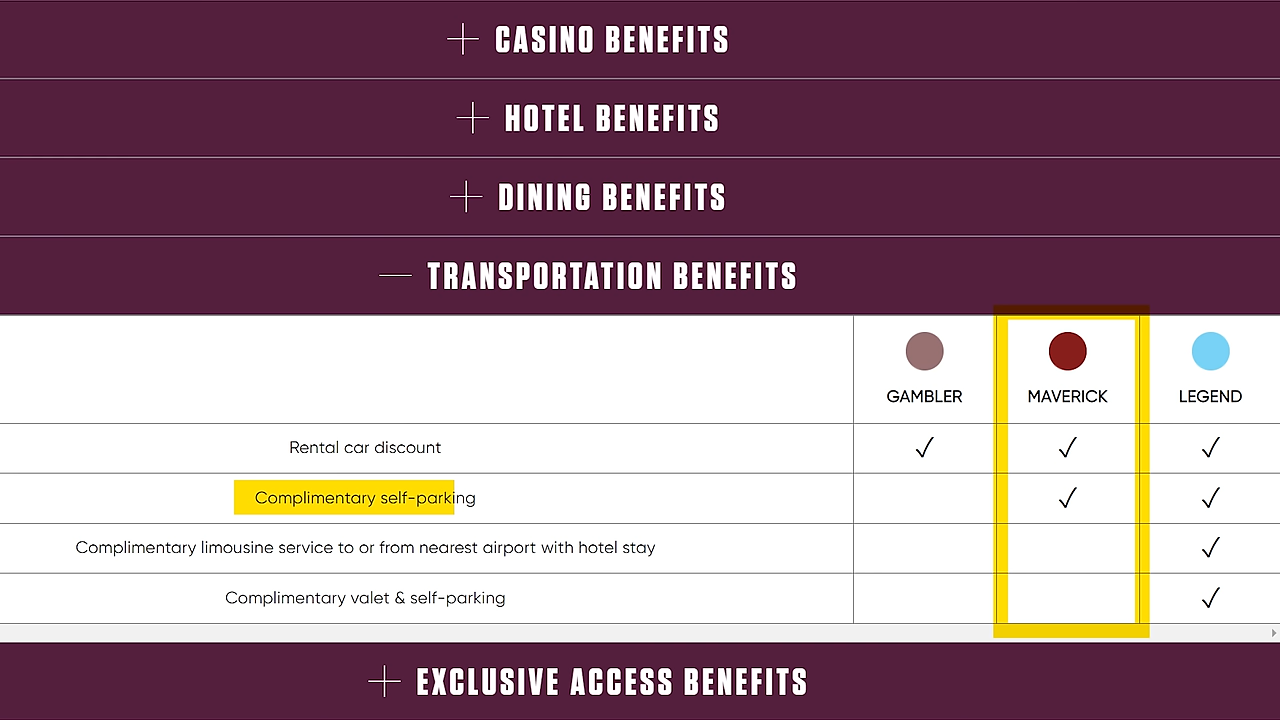 CASINO BENEFITS
HOTEL BENEFITS
DINING BENEFITS
TRANSPORTATION BENEFITS
GAMBLER MAVERICK LEGEND
Rental car discount ✓ ✓ ✓
Complimentary self-parking ✓ ✓
Complimentary limousine service to or from nearest airport with hotel stay ✓
Complimentary valet & self-parking ✓
EXCLUSIVE ACCESS BENEFITS